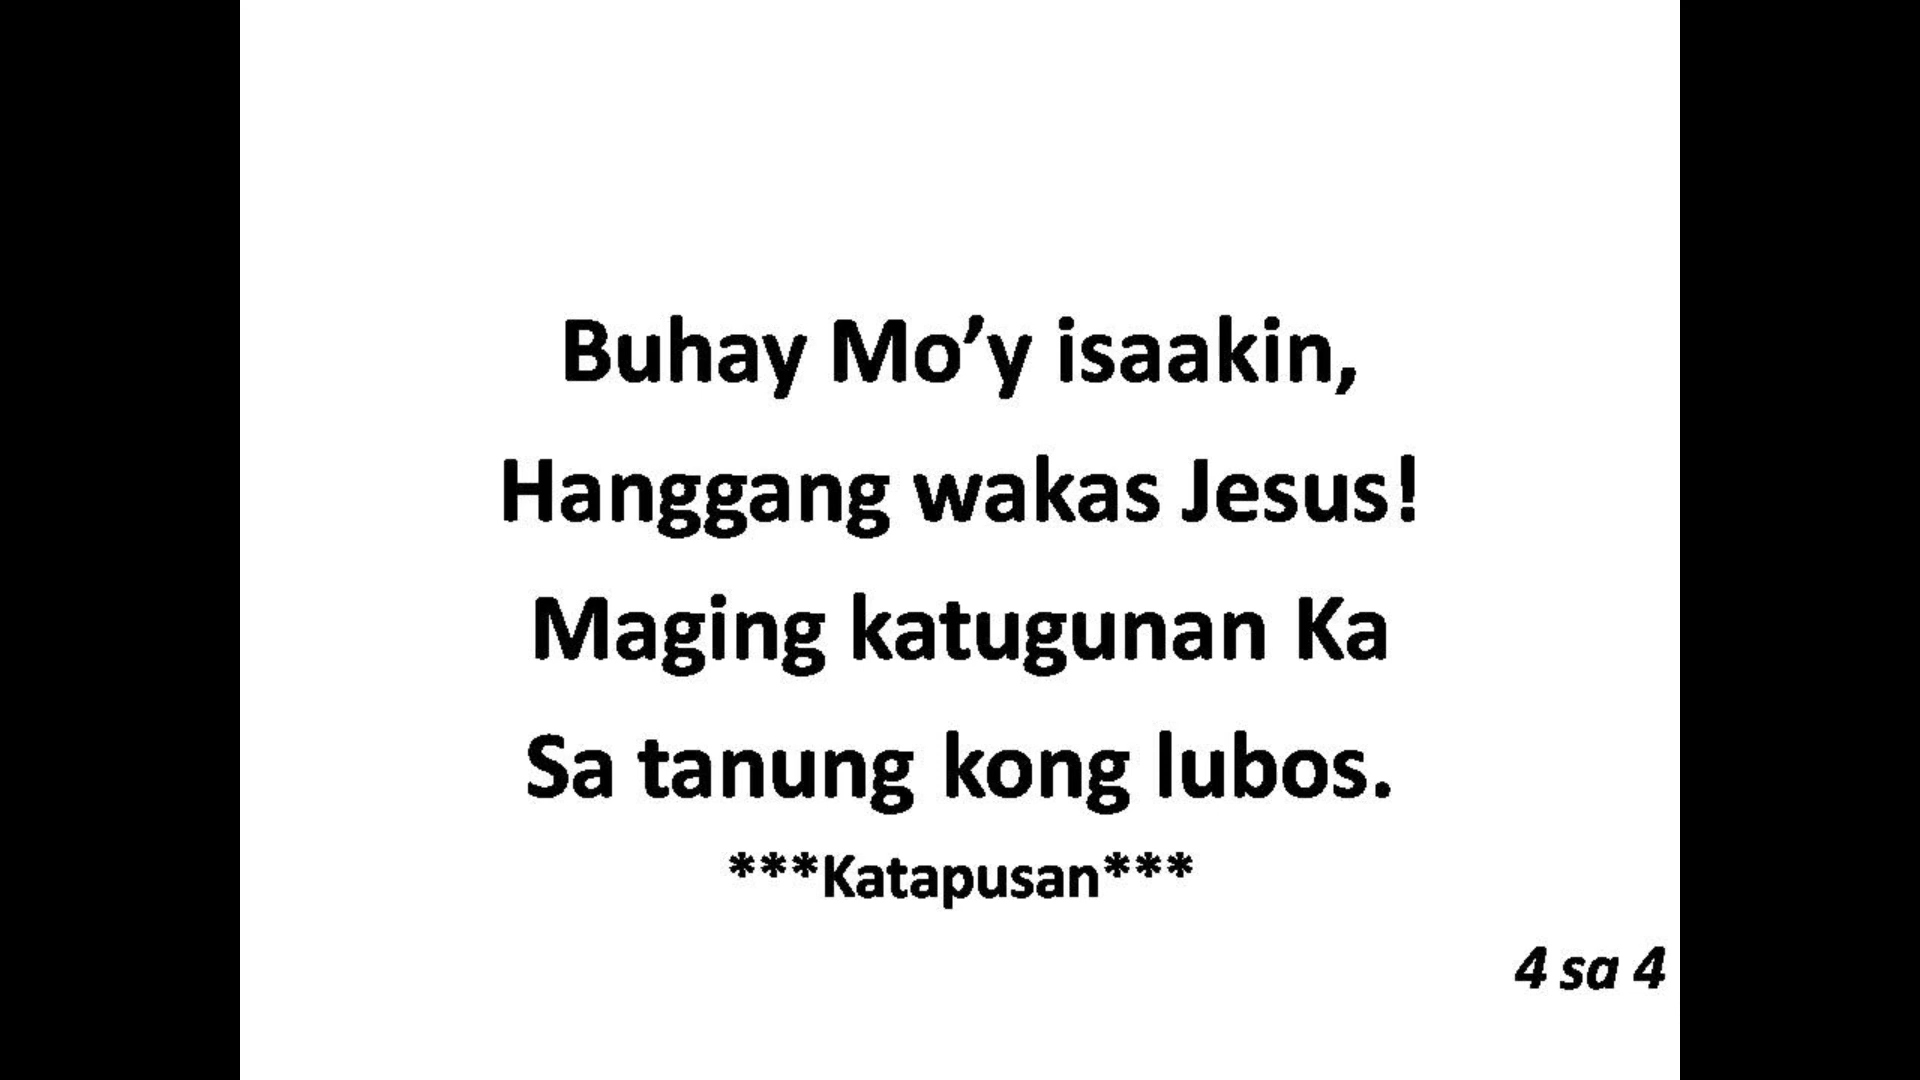 Buhay Mo’y isaakin,
Hanggang wakas Jesus!
Maging katugunan Ka
Sa tanung kong lubos.
***Katapusan***
4 sa 4